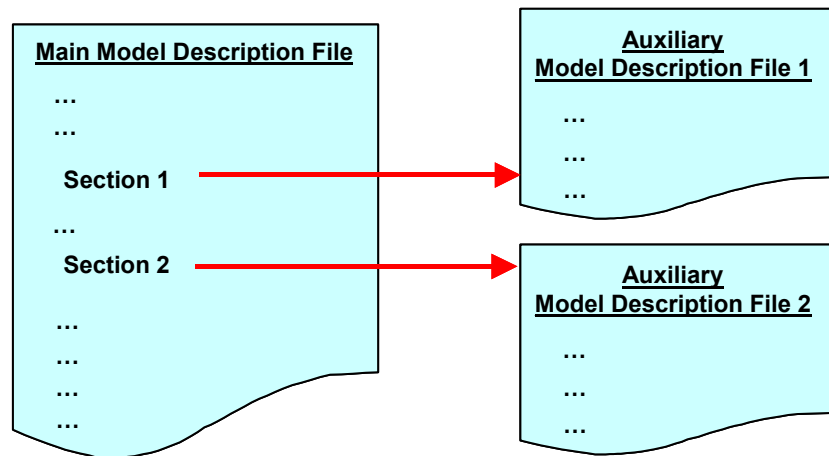 Main Model Description File
…
…
Section 1
…
Section 2
…
…
…
…
Auxiliary
Model Description File 1
…
…
…
Auxiliary
Model Description File 2
…
…
…